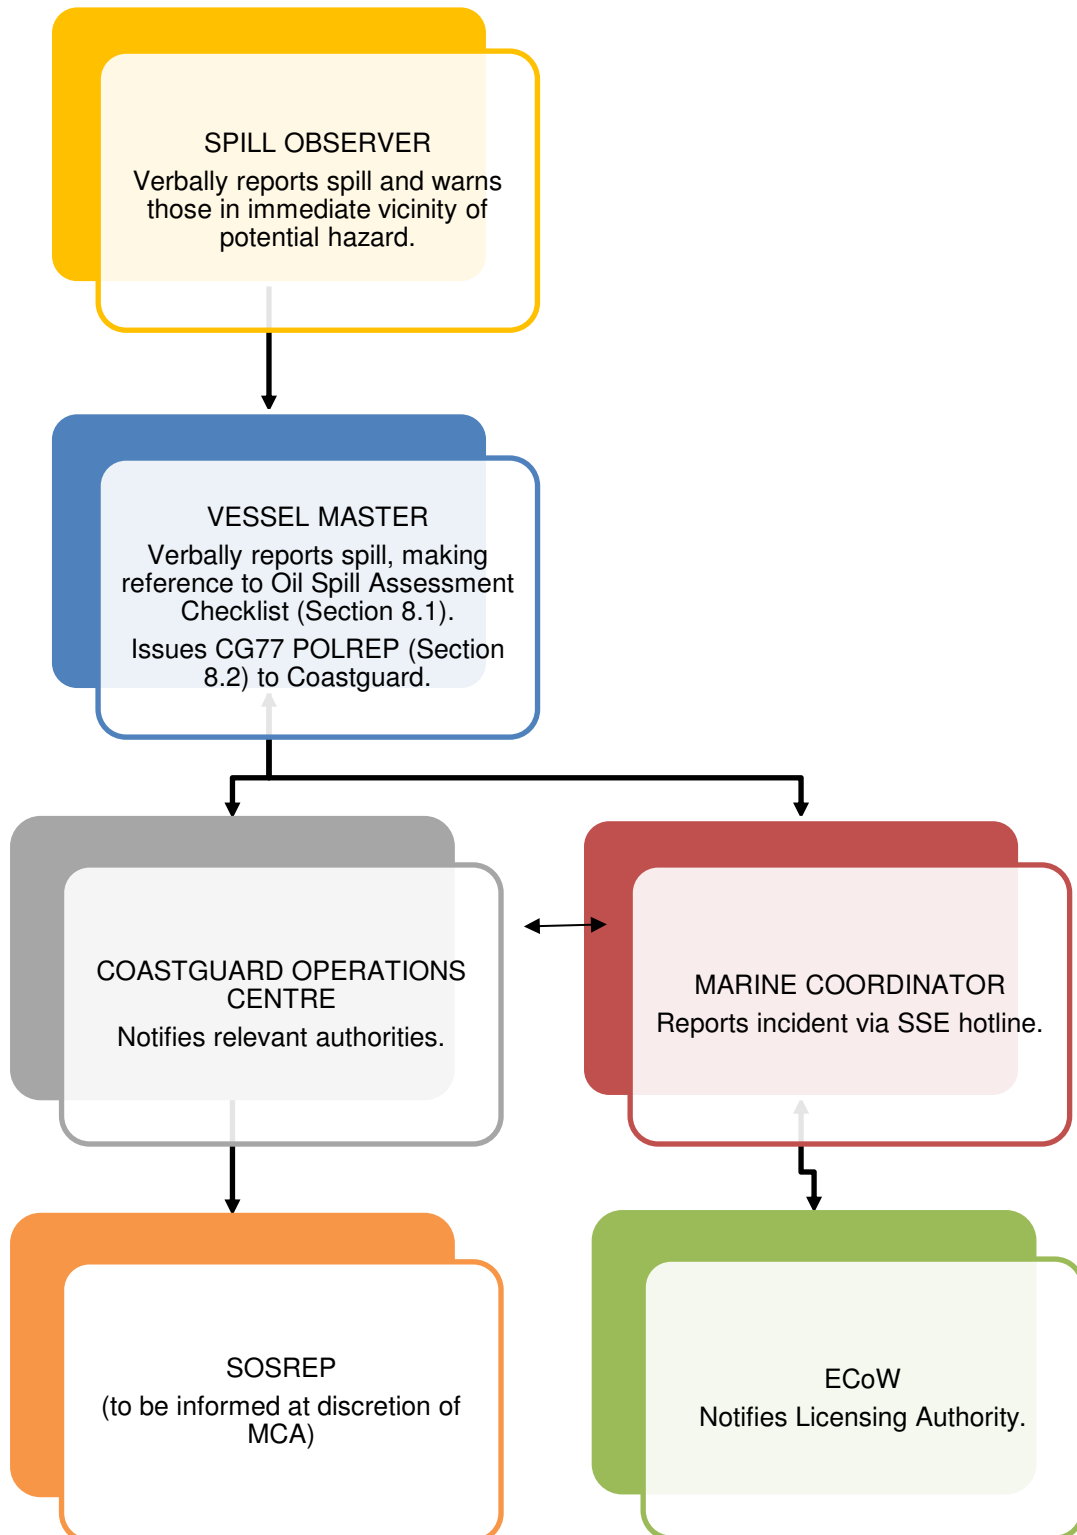 SPILL OBSERVER
Verbally reports spill and warns
those in immediate vicinity of
potential hazard.
VESSEL MASTER
Verbally reports spill, making
reference to Oil Spill Assessment
Checklist (Section 8.1).
Issues CG77 POLREP (Section
8.2) to Coastguard.
COASTGUARD OPERATIONS
CENTRE
Notifies relevant authorities.
MARINE COORDINATOR
Reports incident via SSE hotline.
SOSREP
(to be informed at discretion of
MCA)
ECoW
Notifies Licensing Authority.